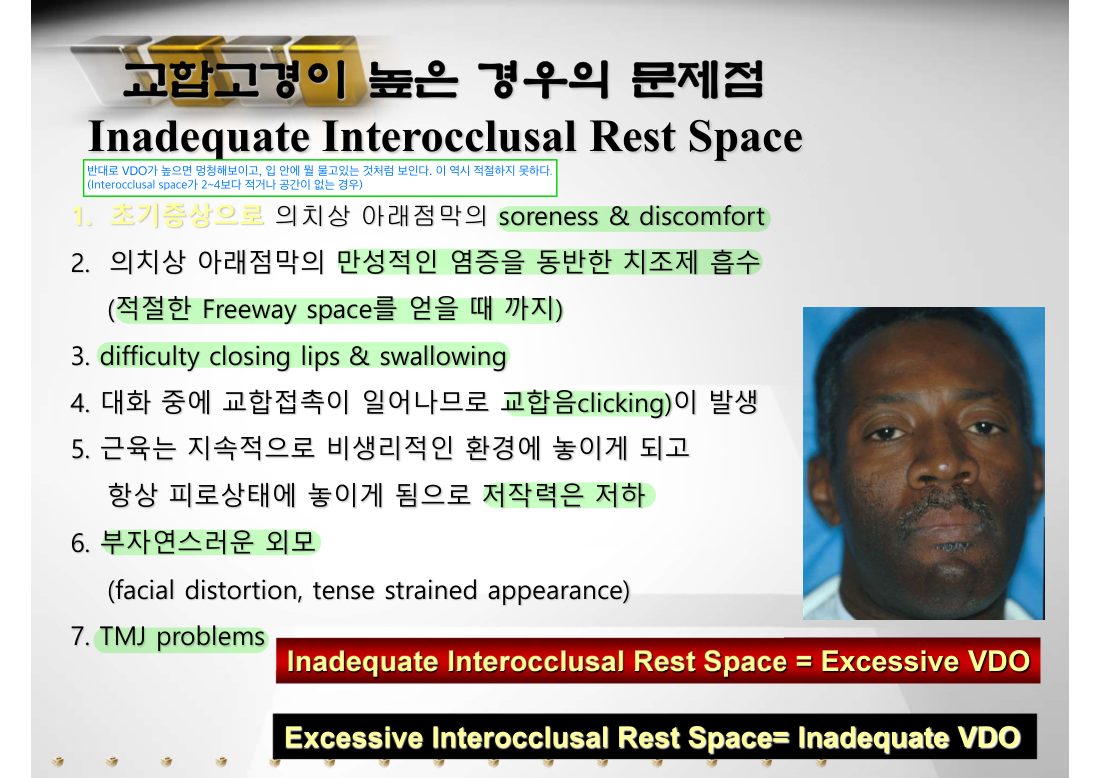 교합고경이 높은 경우의 문제점
Inadequate Interocclusal Rest Space
반대로 VDO가 높으면 멍청해보이고, 입 안에 뭘 물고있는 것처럼 보인다. 이 역시 적절하지 못하다.
(Interocclusal space가 2~4보다 적거나 공간이 없는 경우)
1. 초기증상으로 의치상 아래점막의 soreness & discomfort
2. 의치상 아래점막의 만성적인 염증을 동반한 치조제 흡수
(적절한 Freeway space를 얻을 때 까지)
3. difficulty closing lips & swallowing
4. 대화 중에 교합접촉이 일어나므로 교합음clicking)이 발생
5. 근육는 지속적으로 비생리적인 환경에 놓이게 되고
항상 피로상태에 놓이게 됨으로 저작력은 저하
6. 부자연스러운 외모
(facial distortion, tense strained appearance)
7. TMJ problems
Inadequate Interocclusal Rest Space = Excessive VDO
Excessive Interocclusal Rest Space= Inadequate VDO